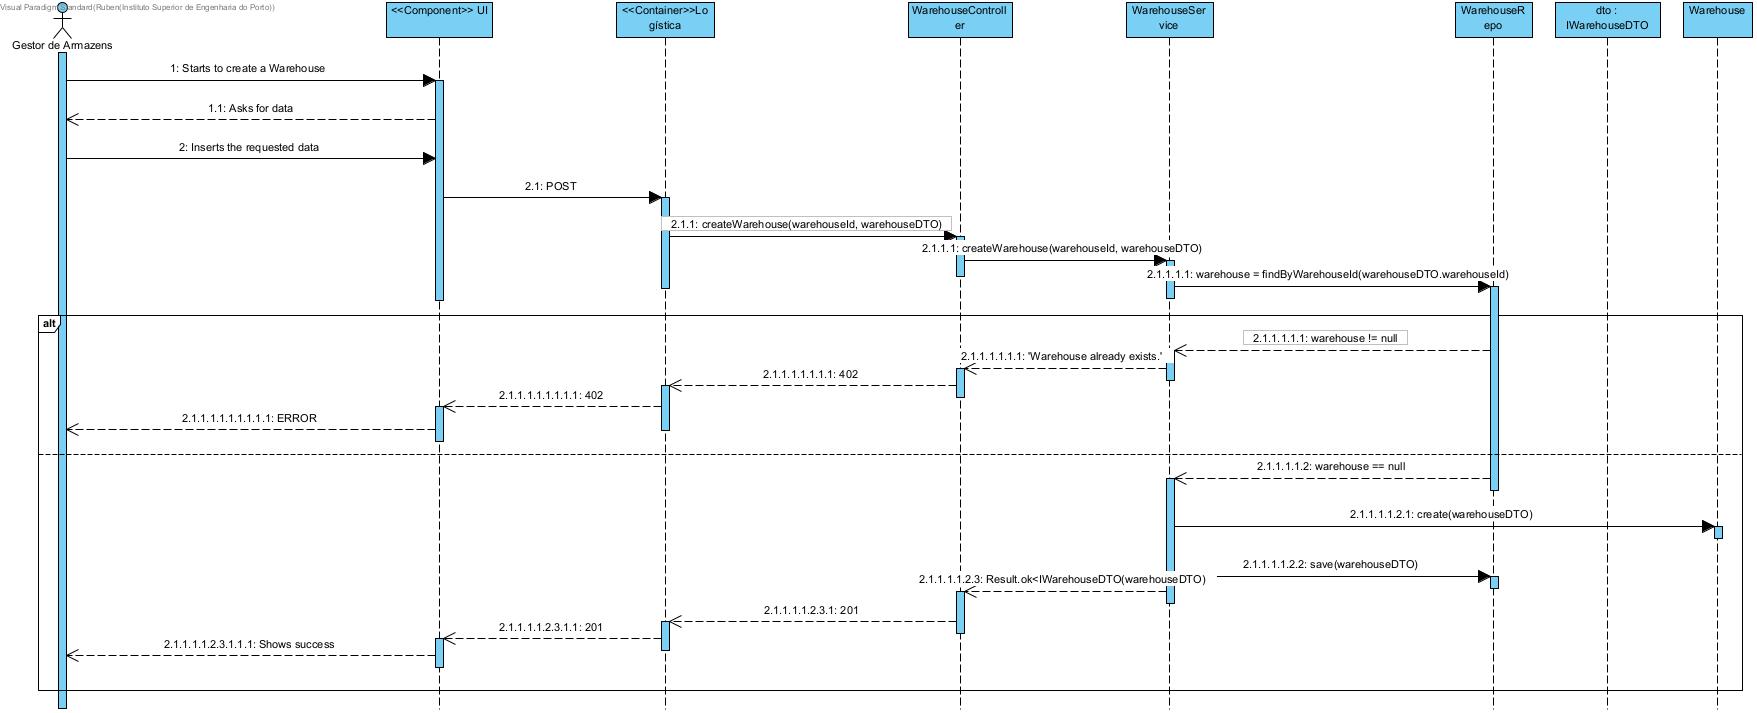 Visual Paradigm Standard(Ruben(Instituto Superior de Engenharia do Porto))
Gestor de Armazens
<<Component>> UI
<<Container>>Lo
gística
WarehouseControll
er
WarehouseSer
vice
WarehouseR
epo
dto :
IWarehouseDTO
Warehouse
1: Starts to create a Warehouse
1.1: Asks for data
2: Inserts the requested data
2.1: POST
2.1.1: createWarehouse(warehouseId, warehouseDTO)
2.1.1.1: createWarehouse(warehouseId, warehouseDTO)
2.1.1.1.1: warehouse = findByWarehouseId(warehouseDTO.warehouseId)
alt
2.1.1.1.1.1: warehouse != null
2.1.1.1.1.1.1: 'Warehouse already exists.'
2.1.1.1.1.1.1.1: 402
2.1.1.1.1.1.1.1.1: 402
2.1.1.1.1.1.1.1.1.1: ERROR
2.1.1.1.1.2: warehouse == null
2.1.1.1.1.2.1: create(warehouseDTO)
2.1.1.1.1.2.2: save(warehouseDTO)
2.1.1.1.1.2.3: Result.ok<IWarehouseDTO(warehouseDTO)
2.1.1.1.1.2.3.1: 201
2.1.1.1.1.2.3.1.1: 201
2.1.1.1.1.2.3.1.1.1: Shows success